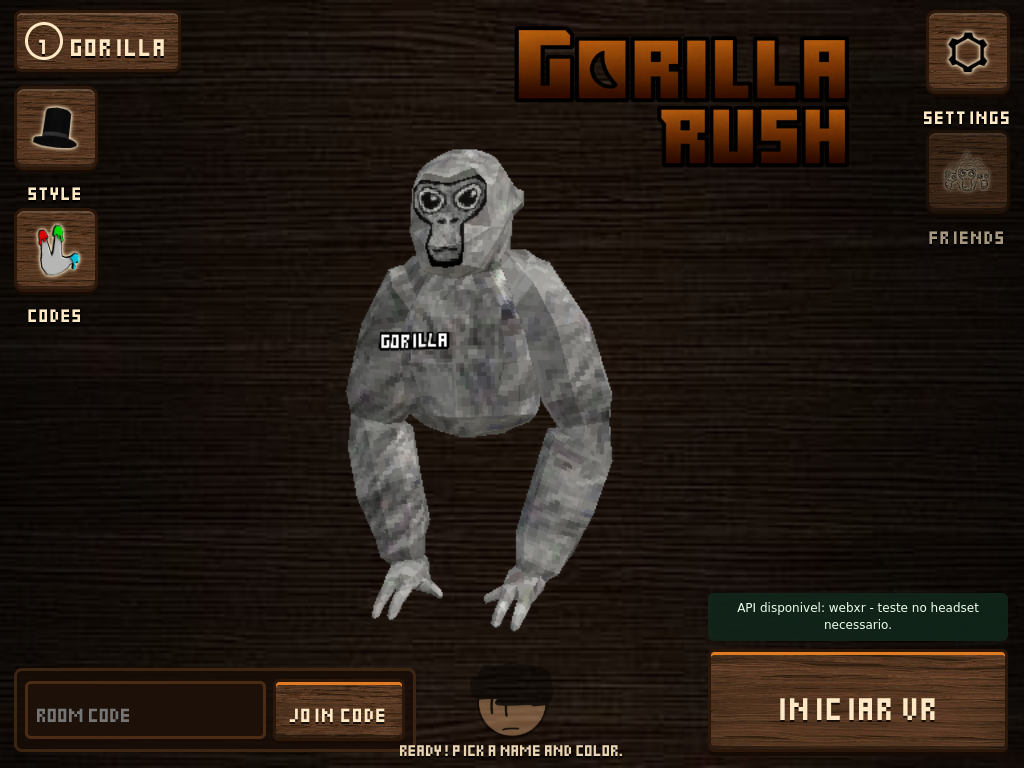 1 GORILLA
GORILLA
RUSH
SETTINGS
STYLE
FRIENDS
CODES
GORILLA
API disponivel: webxr - teste no headset
necessario.
ROOM CODE
JOIN CODE
INICIAR VR
READY! PICK A NAME AND COLOR.